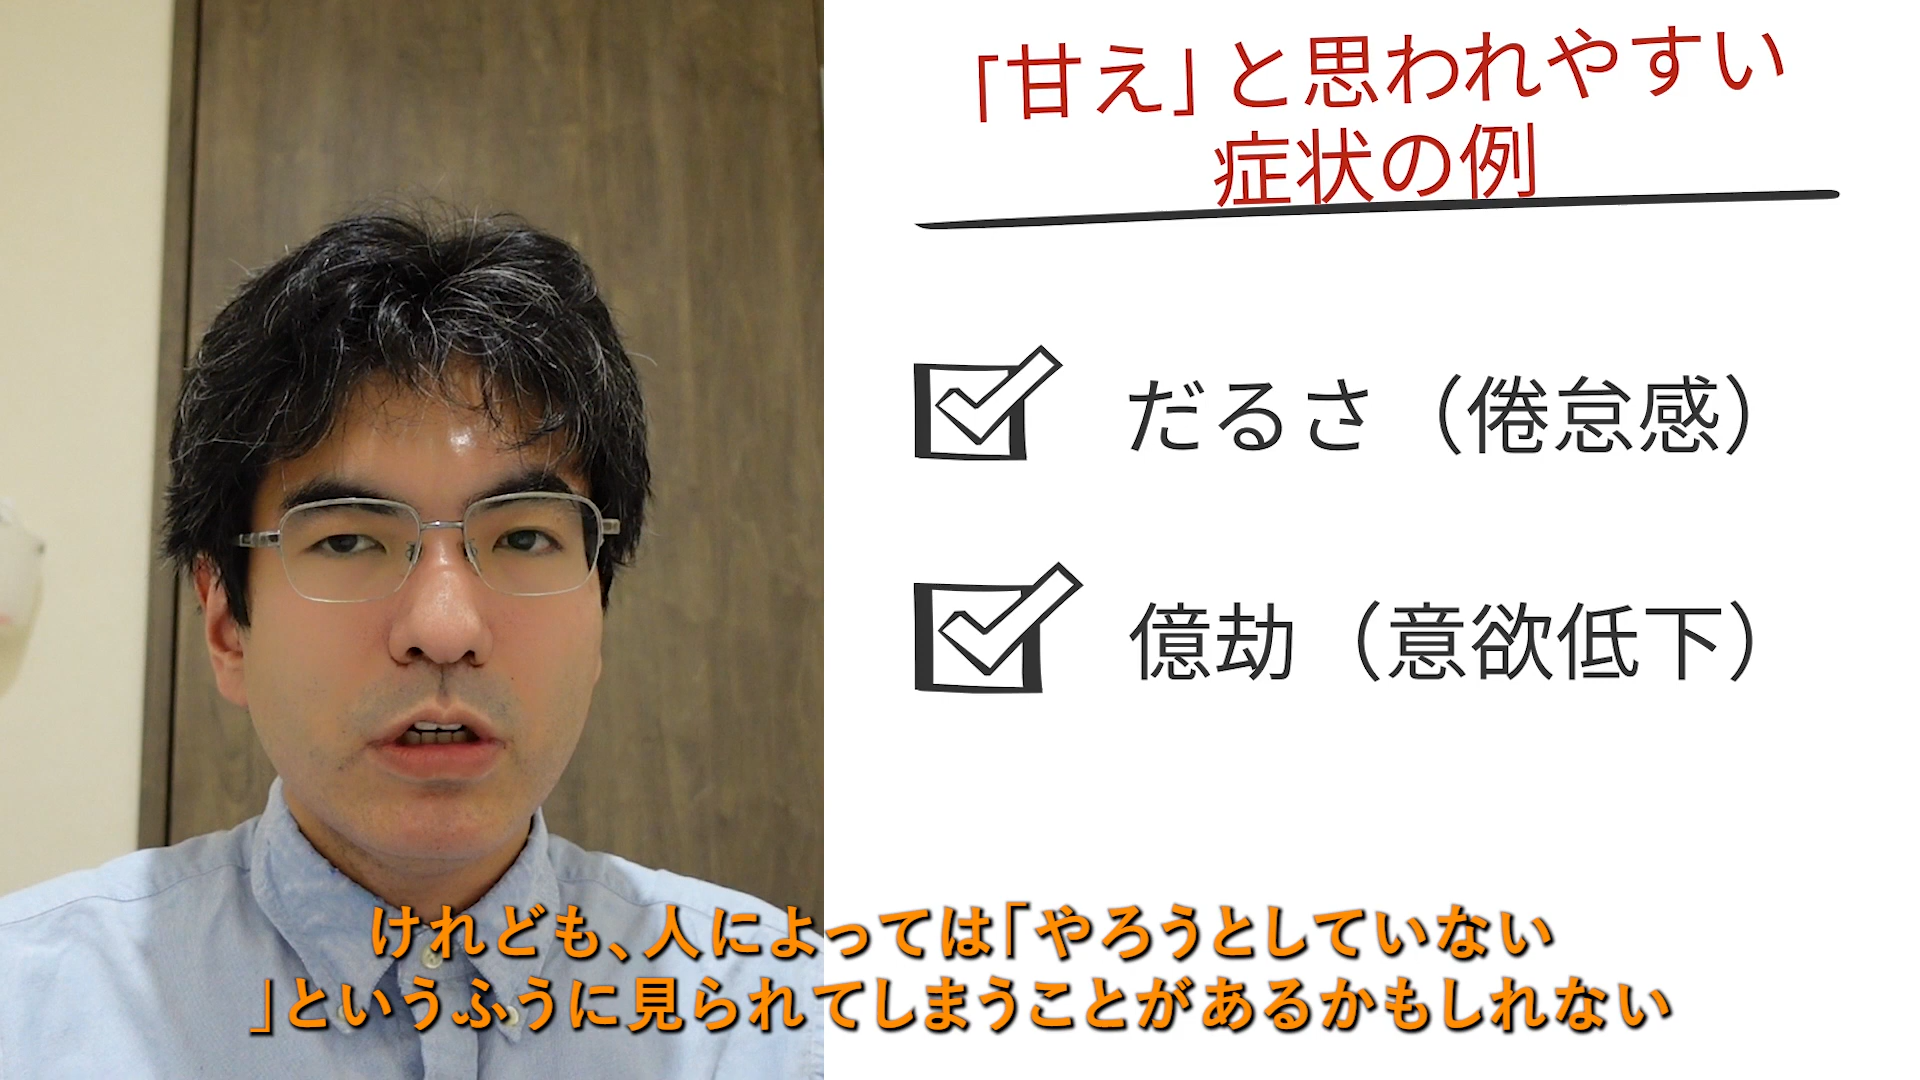 「甘え」と思われやすい
症状の例
だるさ（倦怠感）
億劫（意欲低下）
けれども、人によっては「やろうとしていない
」というふうに見られてしまうことがあるかもしれない